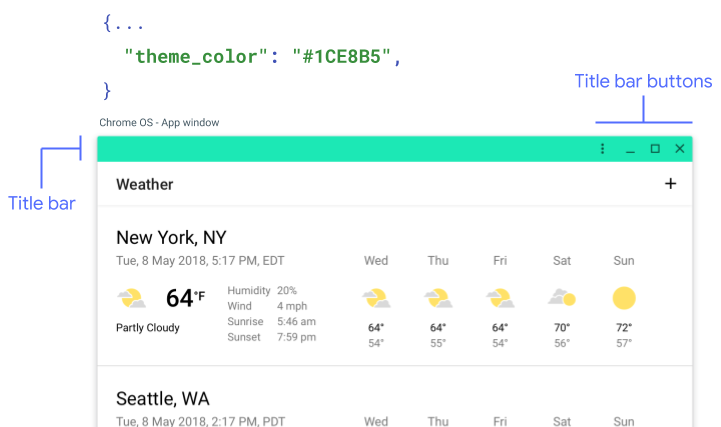 {...
"theme_color": "#1CE8B5",
}
Title bar buttons
Chrome OS - App window
Title bar
Weather
+
New York, NY
Tue, 8 May 2018, 5:17 PM, EDT
Wed Thu Fri Sat Sun
64°F
Partly Cloudy
Humidity 20%
Wind 4 mph
Sunrise 5:46 am
Sunset 7:59 pm
64° 64° 64° 70° 72°
54° 55° 54° 56° 57°
Seattle, WA
Tue, 8 May 2018, 2:17 PM, PDT
Wed Thu Fri Sat Sun